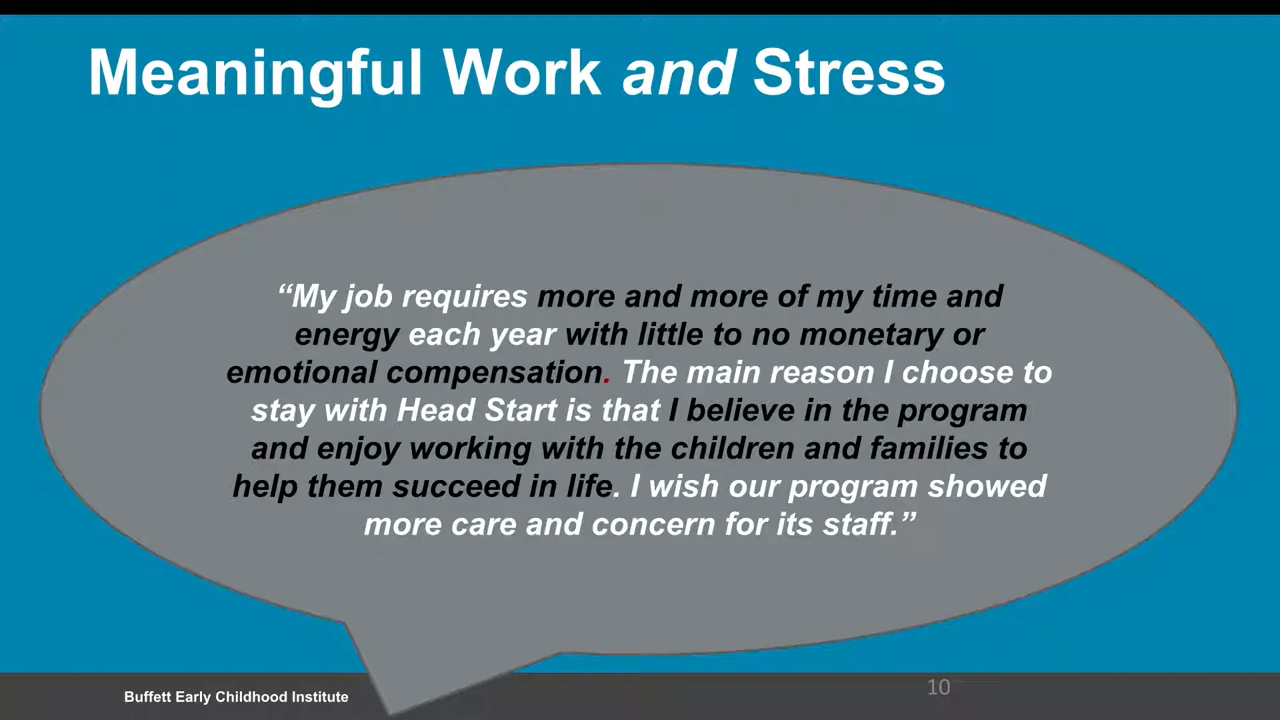 Meaningful Work and Stress
“My job requires more and more of my time and
energy each year with little to no monetary or
emotional compensation. The main reason I choose to
stay with Head Start is that I believe in the program
and enjoy working with the children and families to
help them succeed in life. I wish our program showed
more care and concern for its staff.”
Buffett Early Childhood Institute
10